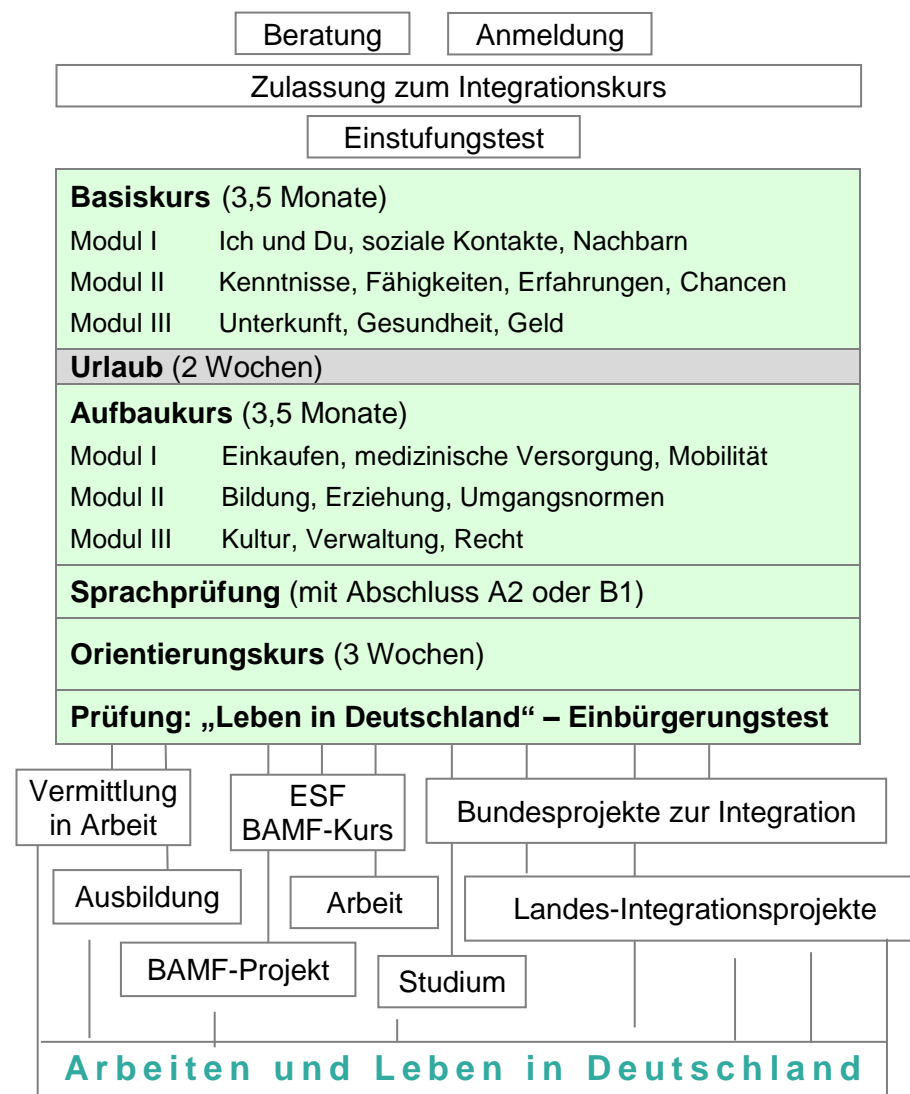 Beratung
Anmeldung
Zulassung zum Integrationskurs
Einstufungstest
Basiskurs (3,5 Monate)
Modul I Ich und Du, soziale Kontakte, Nachbarn
Modul II Kenntnisse, Fähigkeiten, Erfahrungen, Chancen
Modul III Unterkunft, Gesundheit, Geld
Urlaub (2 Wochen)
Aufbaukurs (3,5 Monate)
Modul I Einkaufen, medizinische Versorgung, Mobilität
Modul II Bildung, Erziehung, Umgangsnormen
Modul III Kultur, Verwaltung, Recht
Sprachprüfung (mit Abschluss A2 oder B1)
Orientierungskurs (3 Wochen)
Prüfung: „Leben in Deutschland“ – Einbürgerungstest
Vermittlung
in Arbeit
ESF
BAMF-Kurs
Bundesprojekte zur Integration
Ausbildung
Arbeit
Landes-Integrationsprojekte
BAMF-Projekt
Studium
Arbeiten und Leben in Deutschland